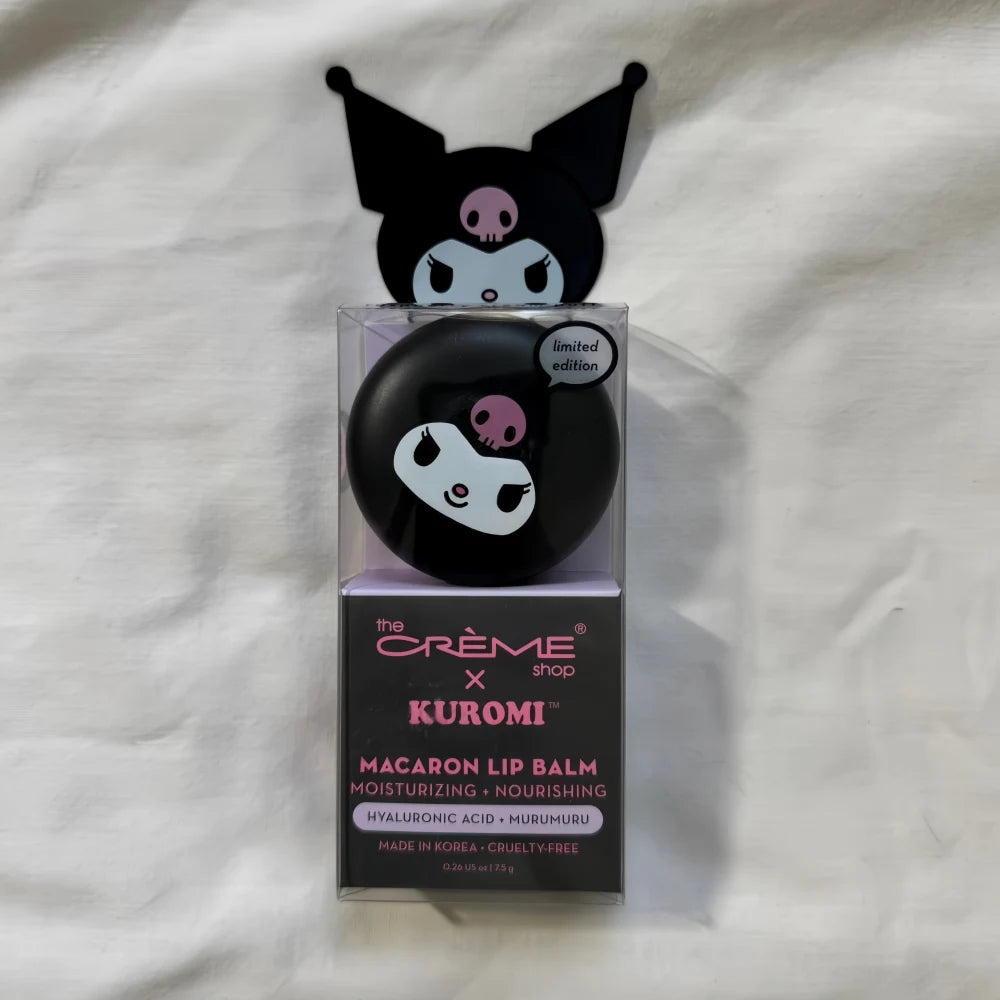 limited
edition
the
CRÈME®
shop
X
KUROMI™
MACARON LIP BALM
MOISTURIZING + NOURISHING
HYALURONIC ACID + MURUMURU
MADE IN KOREA • CRUELTY-FREE
0.26 US oz | 7.5 g